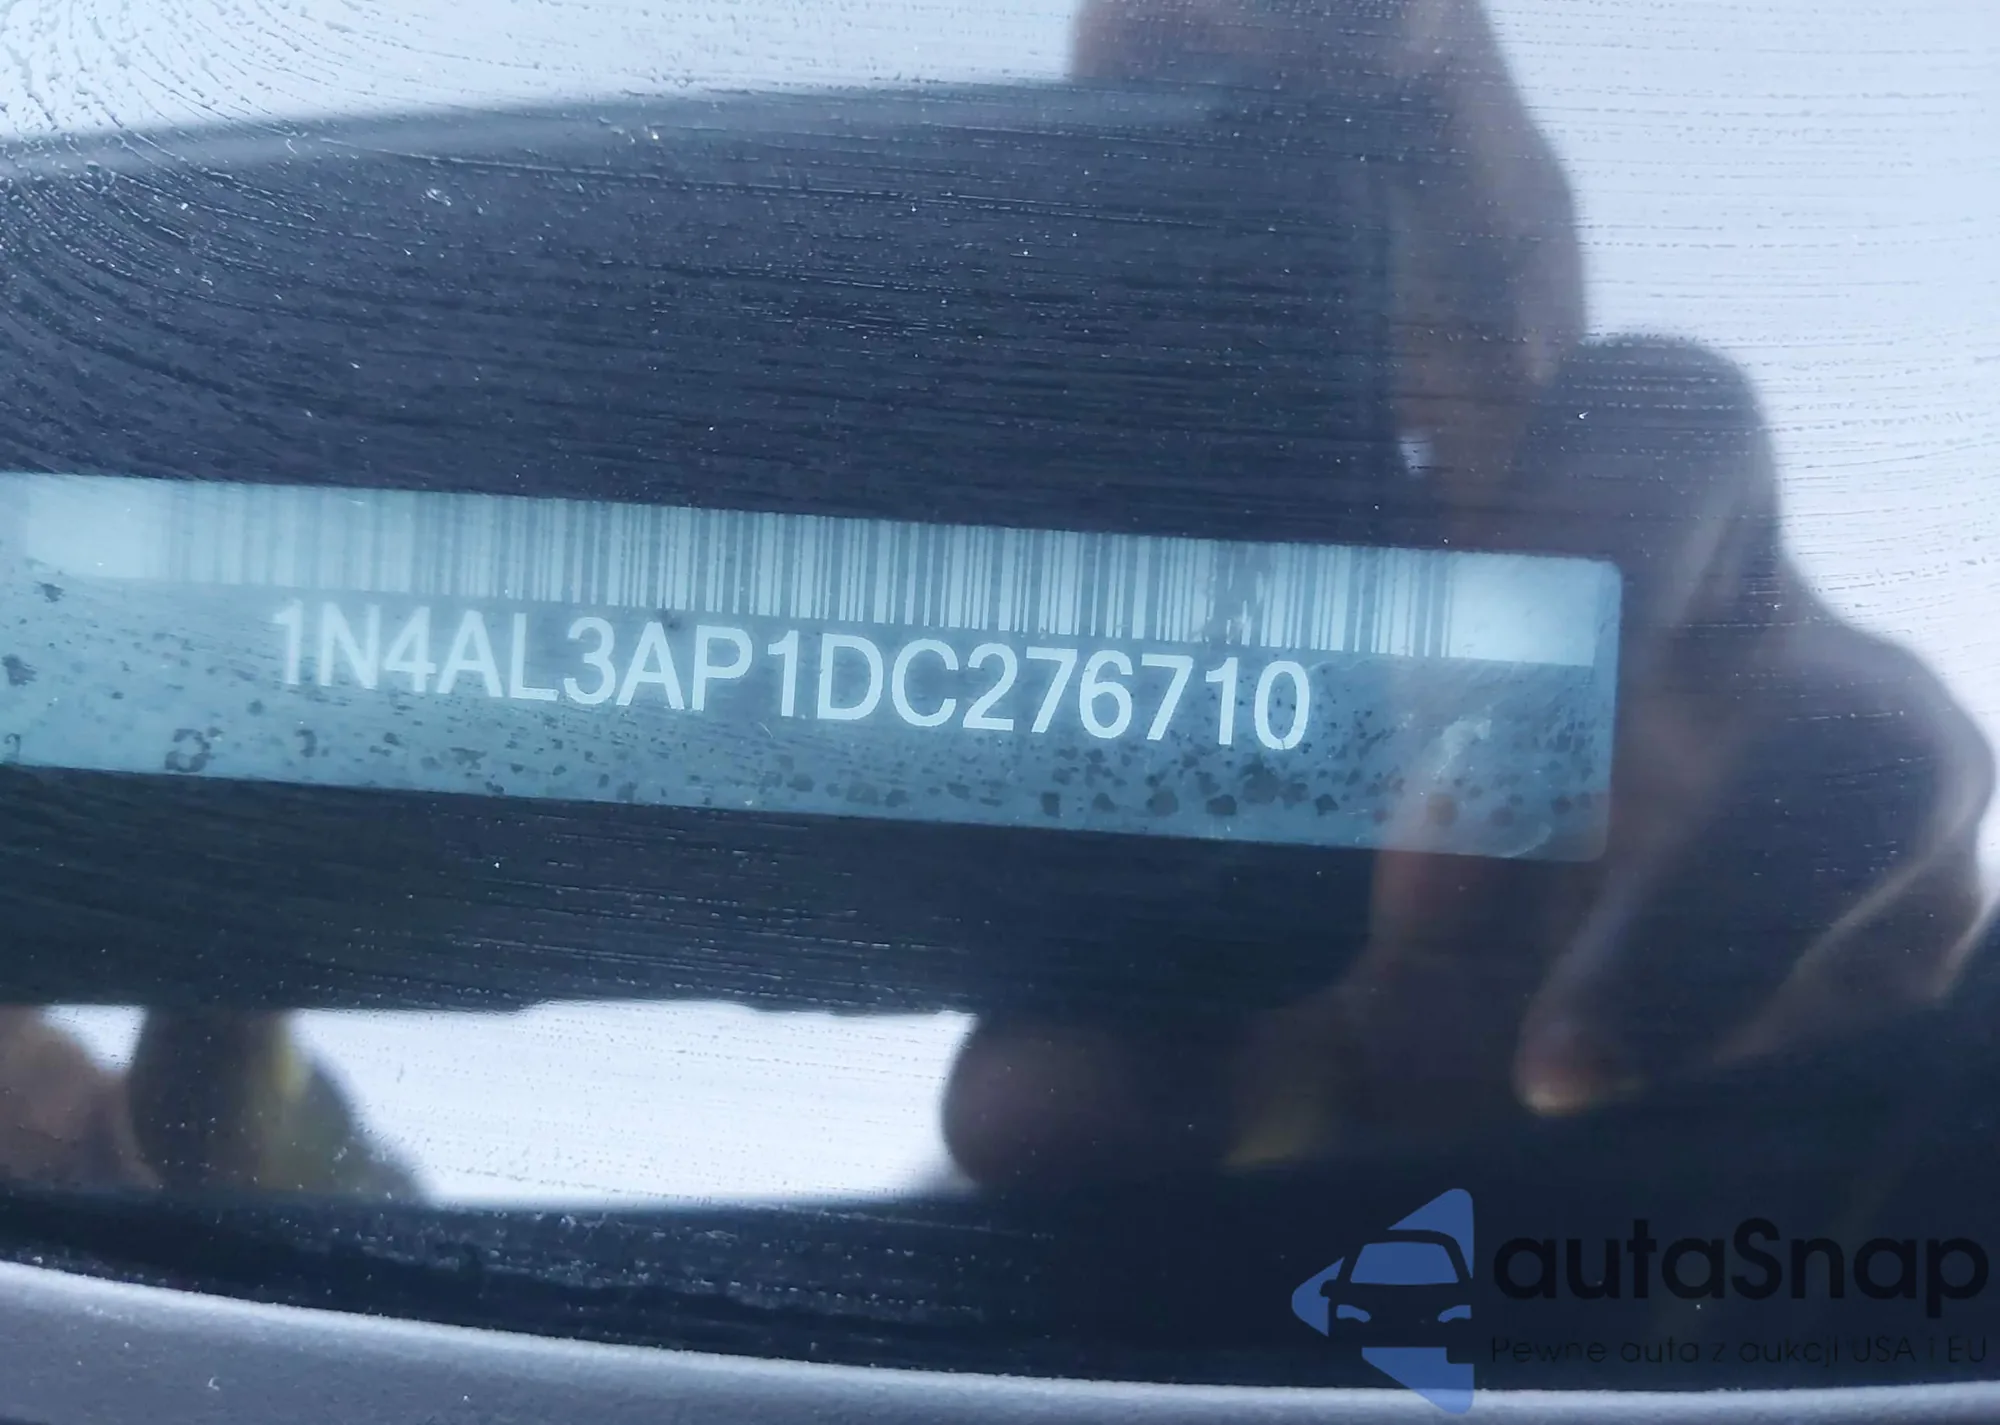 1N4AL3AP1DC276710
autaSnap
Pewne auta z aukcji USA i EU